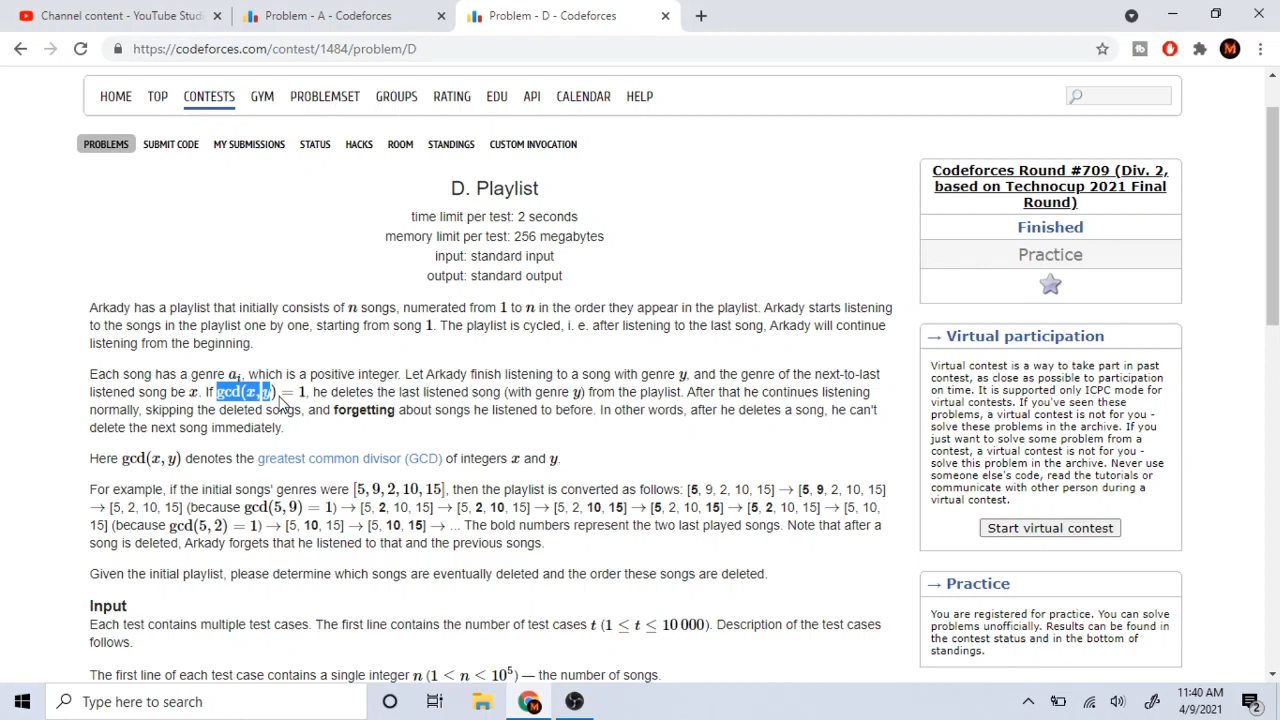 Channel content - YouTube Stud
Problem - A - Codeforces
Problem - D - Codeforces
https://codeforces.com/contest/1484/problem/D
HOME TOP CONTESTS GYM PROBLEMSET GROUPS RATING EDU API CALENDAR HELP
PROBLEMS SUBMIT CODE MY SUBMISSIONS STATUS HACKS ROOM STANDINGS CUSTOM INVOCATION
D. Playlist
time limit per test: 2 seconds
memory limit per test: 256 megabytes
input: standard input
output: standard output
Arkady has a playlist that initially consists of n songs, numerated from 1 to n in the order they appear in the playlist. Arkady starts listening
to the songs in the playlist one by one, starting from song 1. The playlist is cycled, i. e. after listening to the last song, Arkady will continue
listening from the beginning.
Each song has a genre a_i, which is a positive integer. Let Arkady finish listening to a song with genre y, and the genre of the next-to-last
listened song be x. If gcd(x, y) = 1, he deletes the last listened song (with genre y) from the playlist. After that he continues listening
normally, skipping the deleted songs, and forgetting about songs he listened to before. In other words, after he deletes a song, he can't
delete the next song immediately.
Here gcd(x, y) denotes the greatest common divisor (GCD) of integers x and y.
For example, if the initial songs' genres were [5, 9, 2, 10, 15], then the playlist is converted as follows: [5, 9, 2, 10, 15] → [5, 9, 2, 10, 15]
→ [5, 2, 10, 15] (because gcd(5, 9) = 1) → [5, 2, 10, 15] → [5, 2, 10, 15] → [5, 2, 10, 15] → [5, 2, 10, 15] → [5, 2, 10, 15] → [5, 10,
15] (because gcd(5, 2) = 1) → [5, 10, 15] → [5, 10, 15] → ... The bold numbers represent the two last played songs. Note that after a
song is deleted, Arkady forgets that he listened to that and the previous songs.
Given the initial playlist, please determine which songs are eventually deleted and the order these songs are deleted.
Input
Each test contains multiple test cases. The first line contains the number of test cases t (1 ≤ t ≤ 10 000). Description of the test cases
follows.
The first line of each test case contains a single integer n (1 ≤ n ≤ 10^5) — the number of songs.
Codeforces Round #709 (Div. 2,
based on Technocup 2021 Final
Round)
Finished
Practice
→ Virtual participation
Virtual contest is a way to take part in past
contest, as close as possible to participation
on time. It is supported only ICPC mode for
virtual contests. If you've seen these
problems, a virtual contest is not for you -
solve these problems in the archive. If you
just want to solve some problem from a
contest, a virtual contest is not for you -
solve this problem in the archive. Never use
someone else's code, read the tutorials or
communicate with other person during a
virtual contest.
Start virtual contest
→ Practice
You are registered for practice. You can solve
problems unofficially. Results can be found in
the contest status and in the bottom of
standings.
Type here to search
11:40 AM
4/9/2021
2